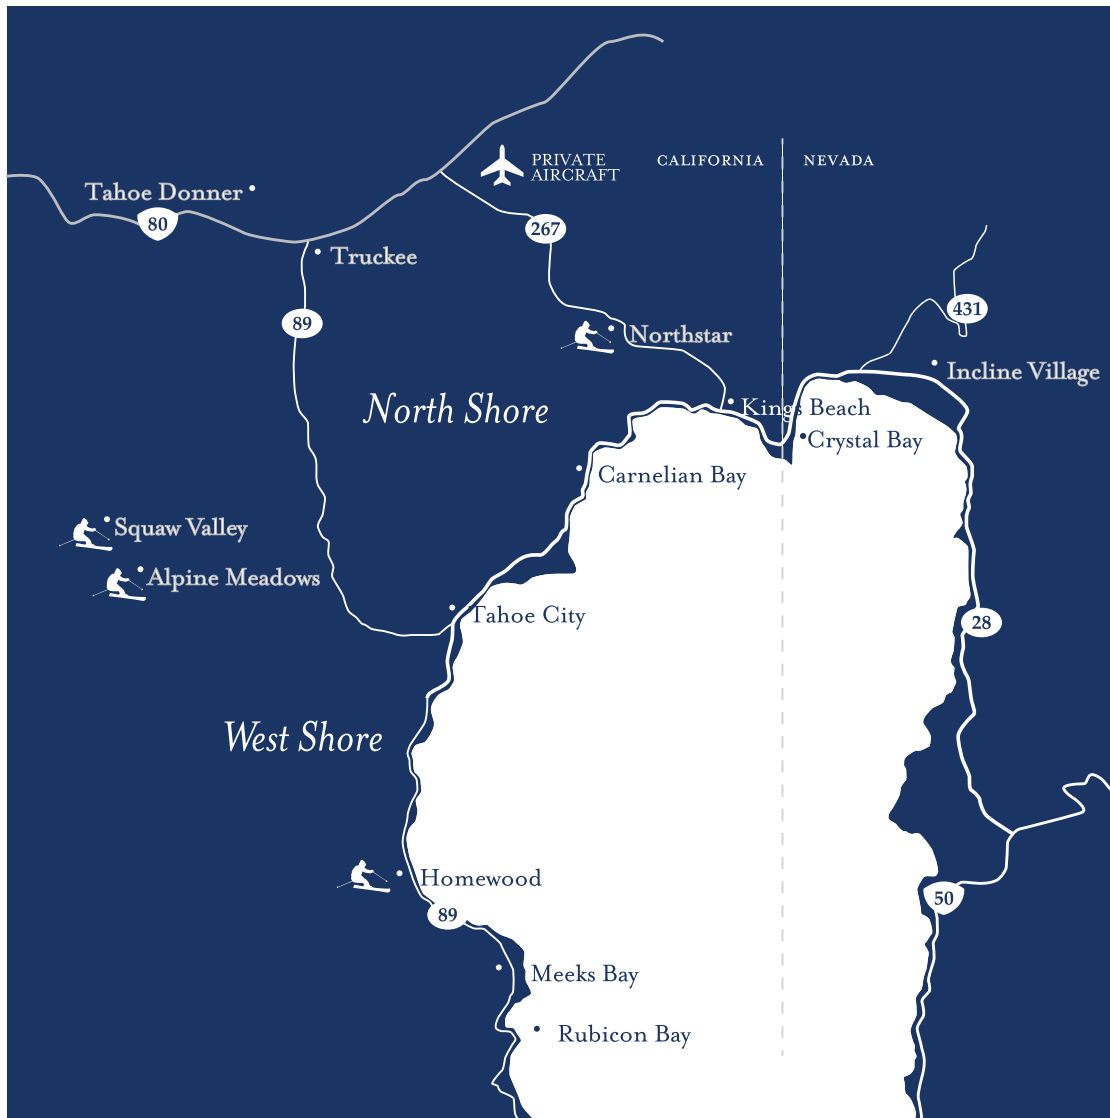 PRIVATE
AIRCRAFT
CALIFORNIA
NEVADA
Tahoe Donner
80
267
Truckee
431
89
Northstar
Incline Village
North Shore
Kings Beach
Crystal Bay
Carnelian Bay
Squaw Valley
Alpine Meadows
Tahoe City
28
West Shore
Homewood
50
89
Meeks Bay
Rubicon Bay